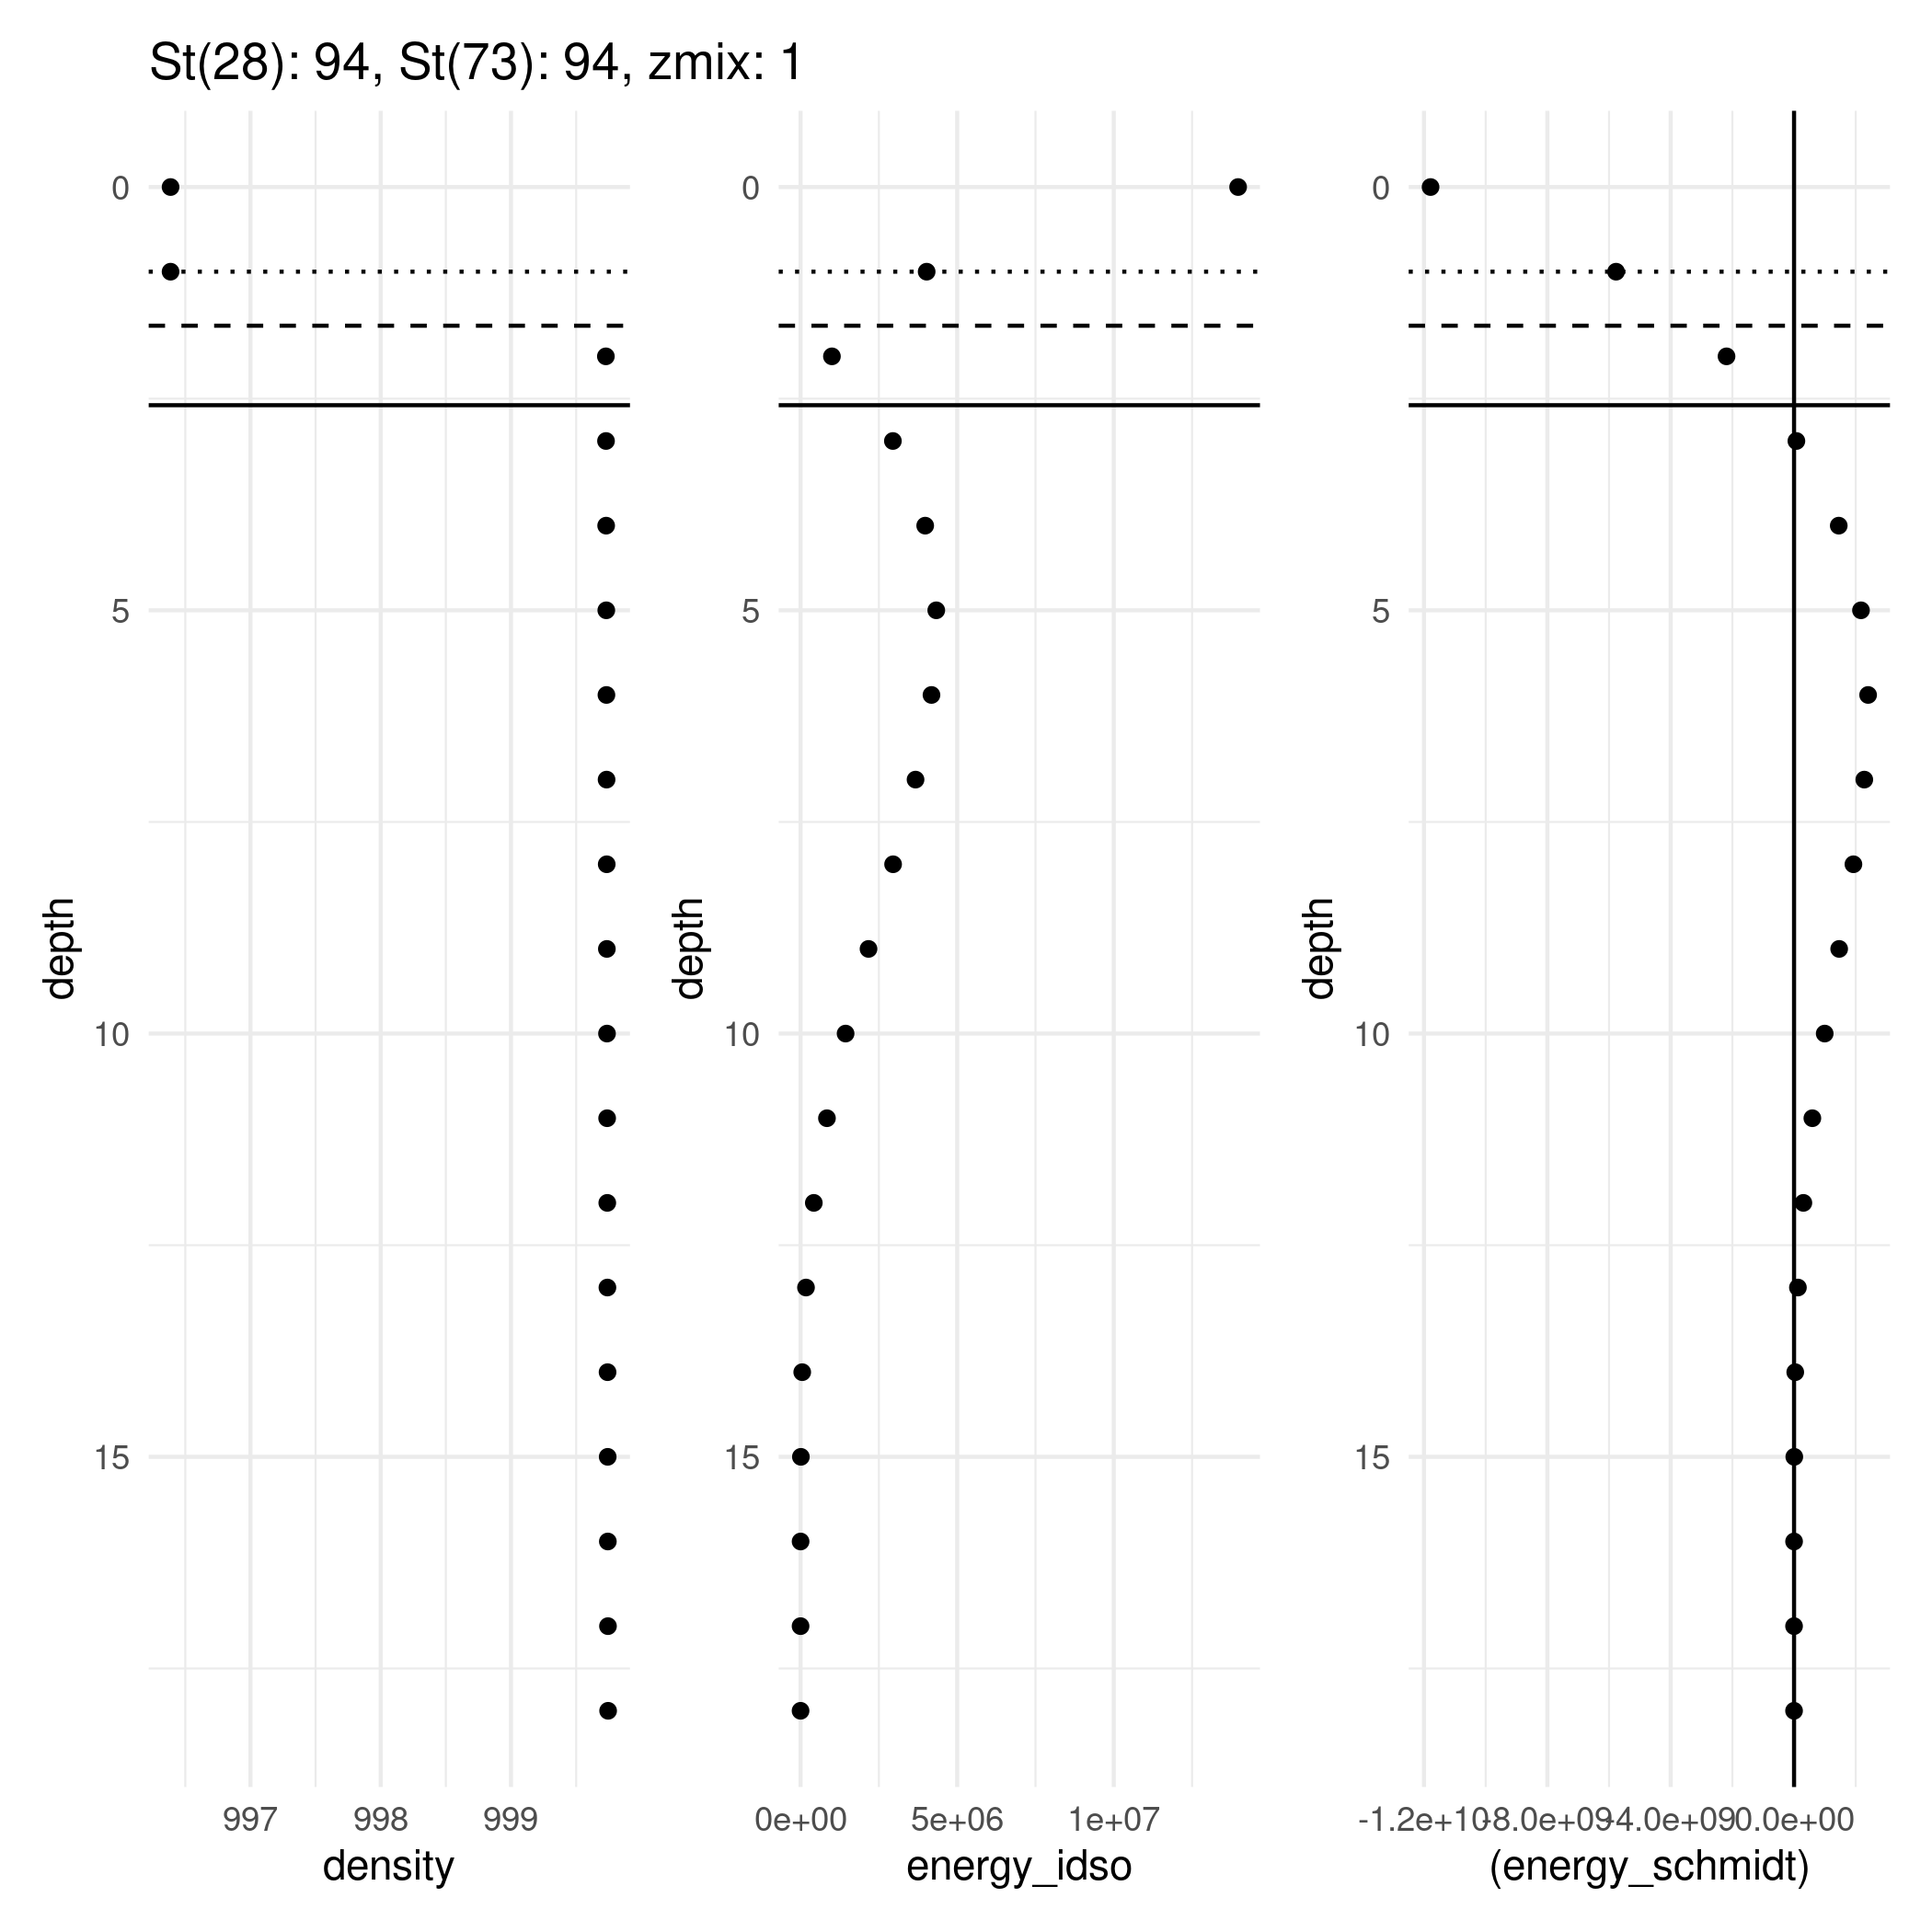 St(28): 94, St(73): 94, zmix: 1
0
5
10
15
depth
997 998 999
density
0
5
10
15
depth
0e+00 5e+06 1e+07
energy_idso
0
5
10
15
depth
-1.2e+10 -8.0e+09 -4.0e+09 0.0e+00
(energy_schmidt)